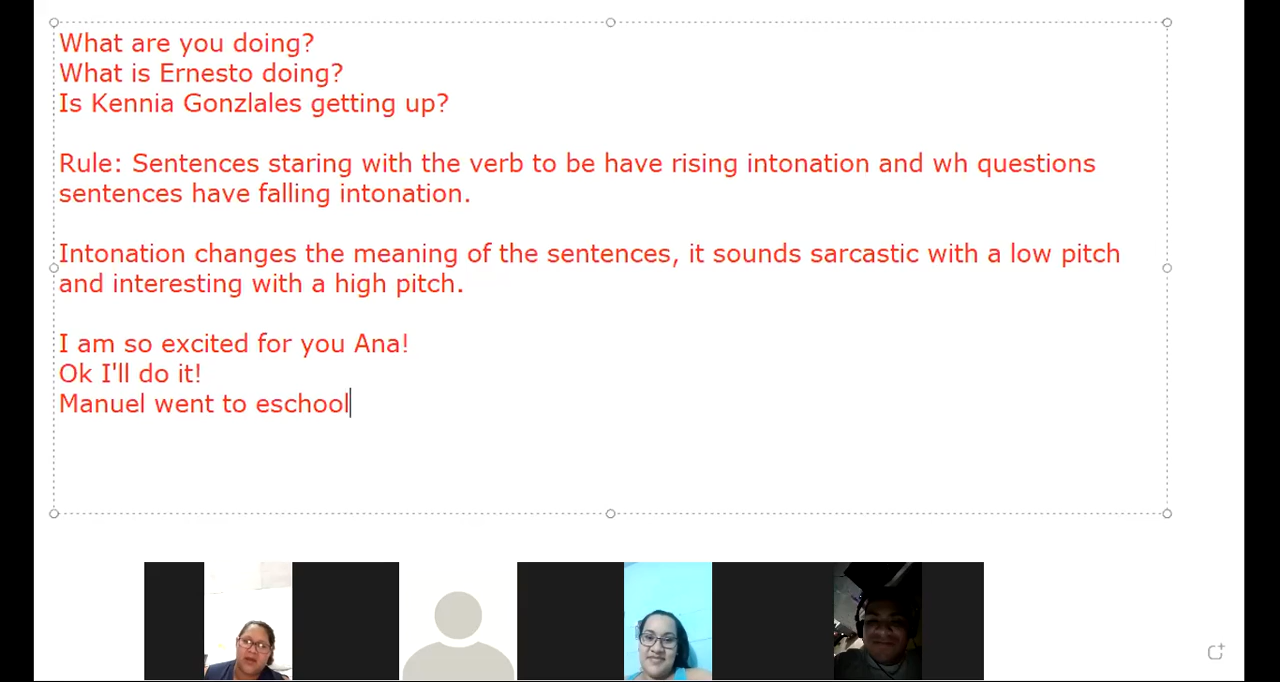 What are you doing?
What is Ernesto doing?
Is Kennia Gonzlales getting up?
Rule: Sentences staring with the verb to be have rising intonation and wh questions
sentences have falling intonation.
Intonation changes the meaning of the sentences, it sounds sarcastic with a low pitch
and interesting with a high pitch.
I am so excited for you Ana!
Ok I'll do it!
Manuel went to eschool